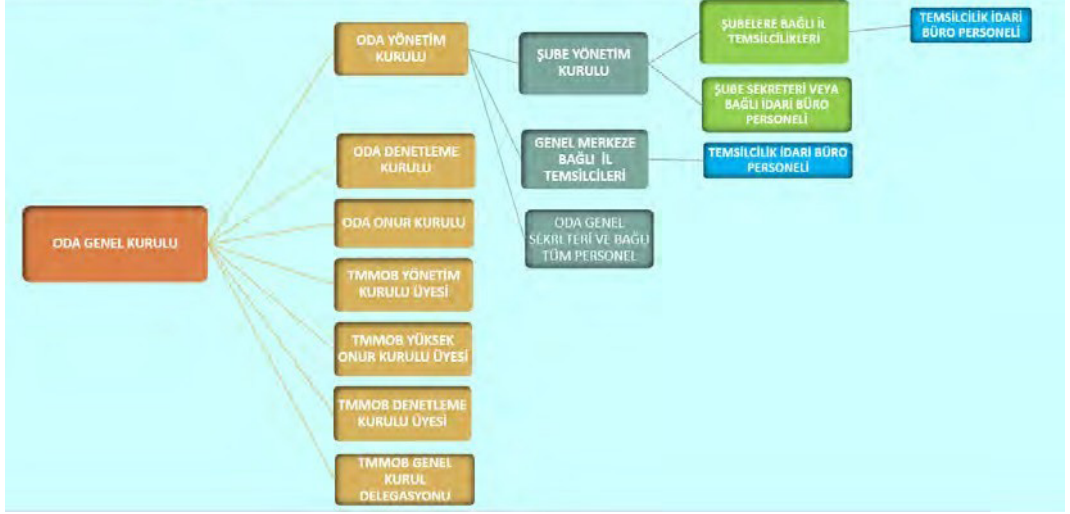 ODA GENEL KURULU
ODA YÖNETİM
KURULU
ODA DENETLEME
KURULU
ODA ONUR KURULU
TMMOB YÖNETİM
KURULU ÜYESİ
TMMOB YÜKSEK
ONUR KURULU ÜYESİ
TMMOB DENETLEME
KURULU ÜYESİ
TMMOB GENEL
KURUL
DELEGASYONU
ŞUBE YÖNETİM
KURULU
GENEL MERKEZE
BAĞLI İL
TEMSİLCİLERİ
ODA GENEL
SEKRETERİ VE BAĞLI
TÜM PERSONEL
ŞUBELERE BAĞLI İL
TEMSİLCİLİKLERİ
ŞUBE SEKRETERİ VEYA
BAĞLI İDARİ BÜRO
PERSONELİ
TEMSİLCİLİK İDARİ BÜRO
PERSONELİ
TEMSİLCİLİK İDARİ
BÜRO PERSONELİ